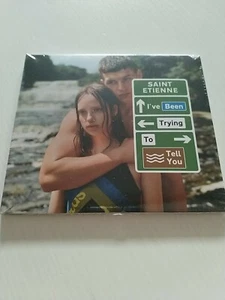 SAINT
ETIENNE
I've Been
Trying
To
Tell
You